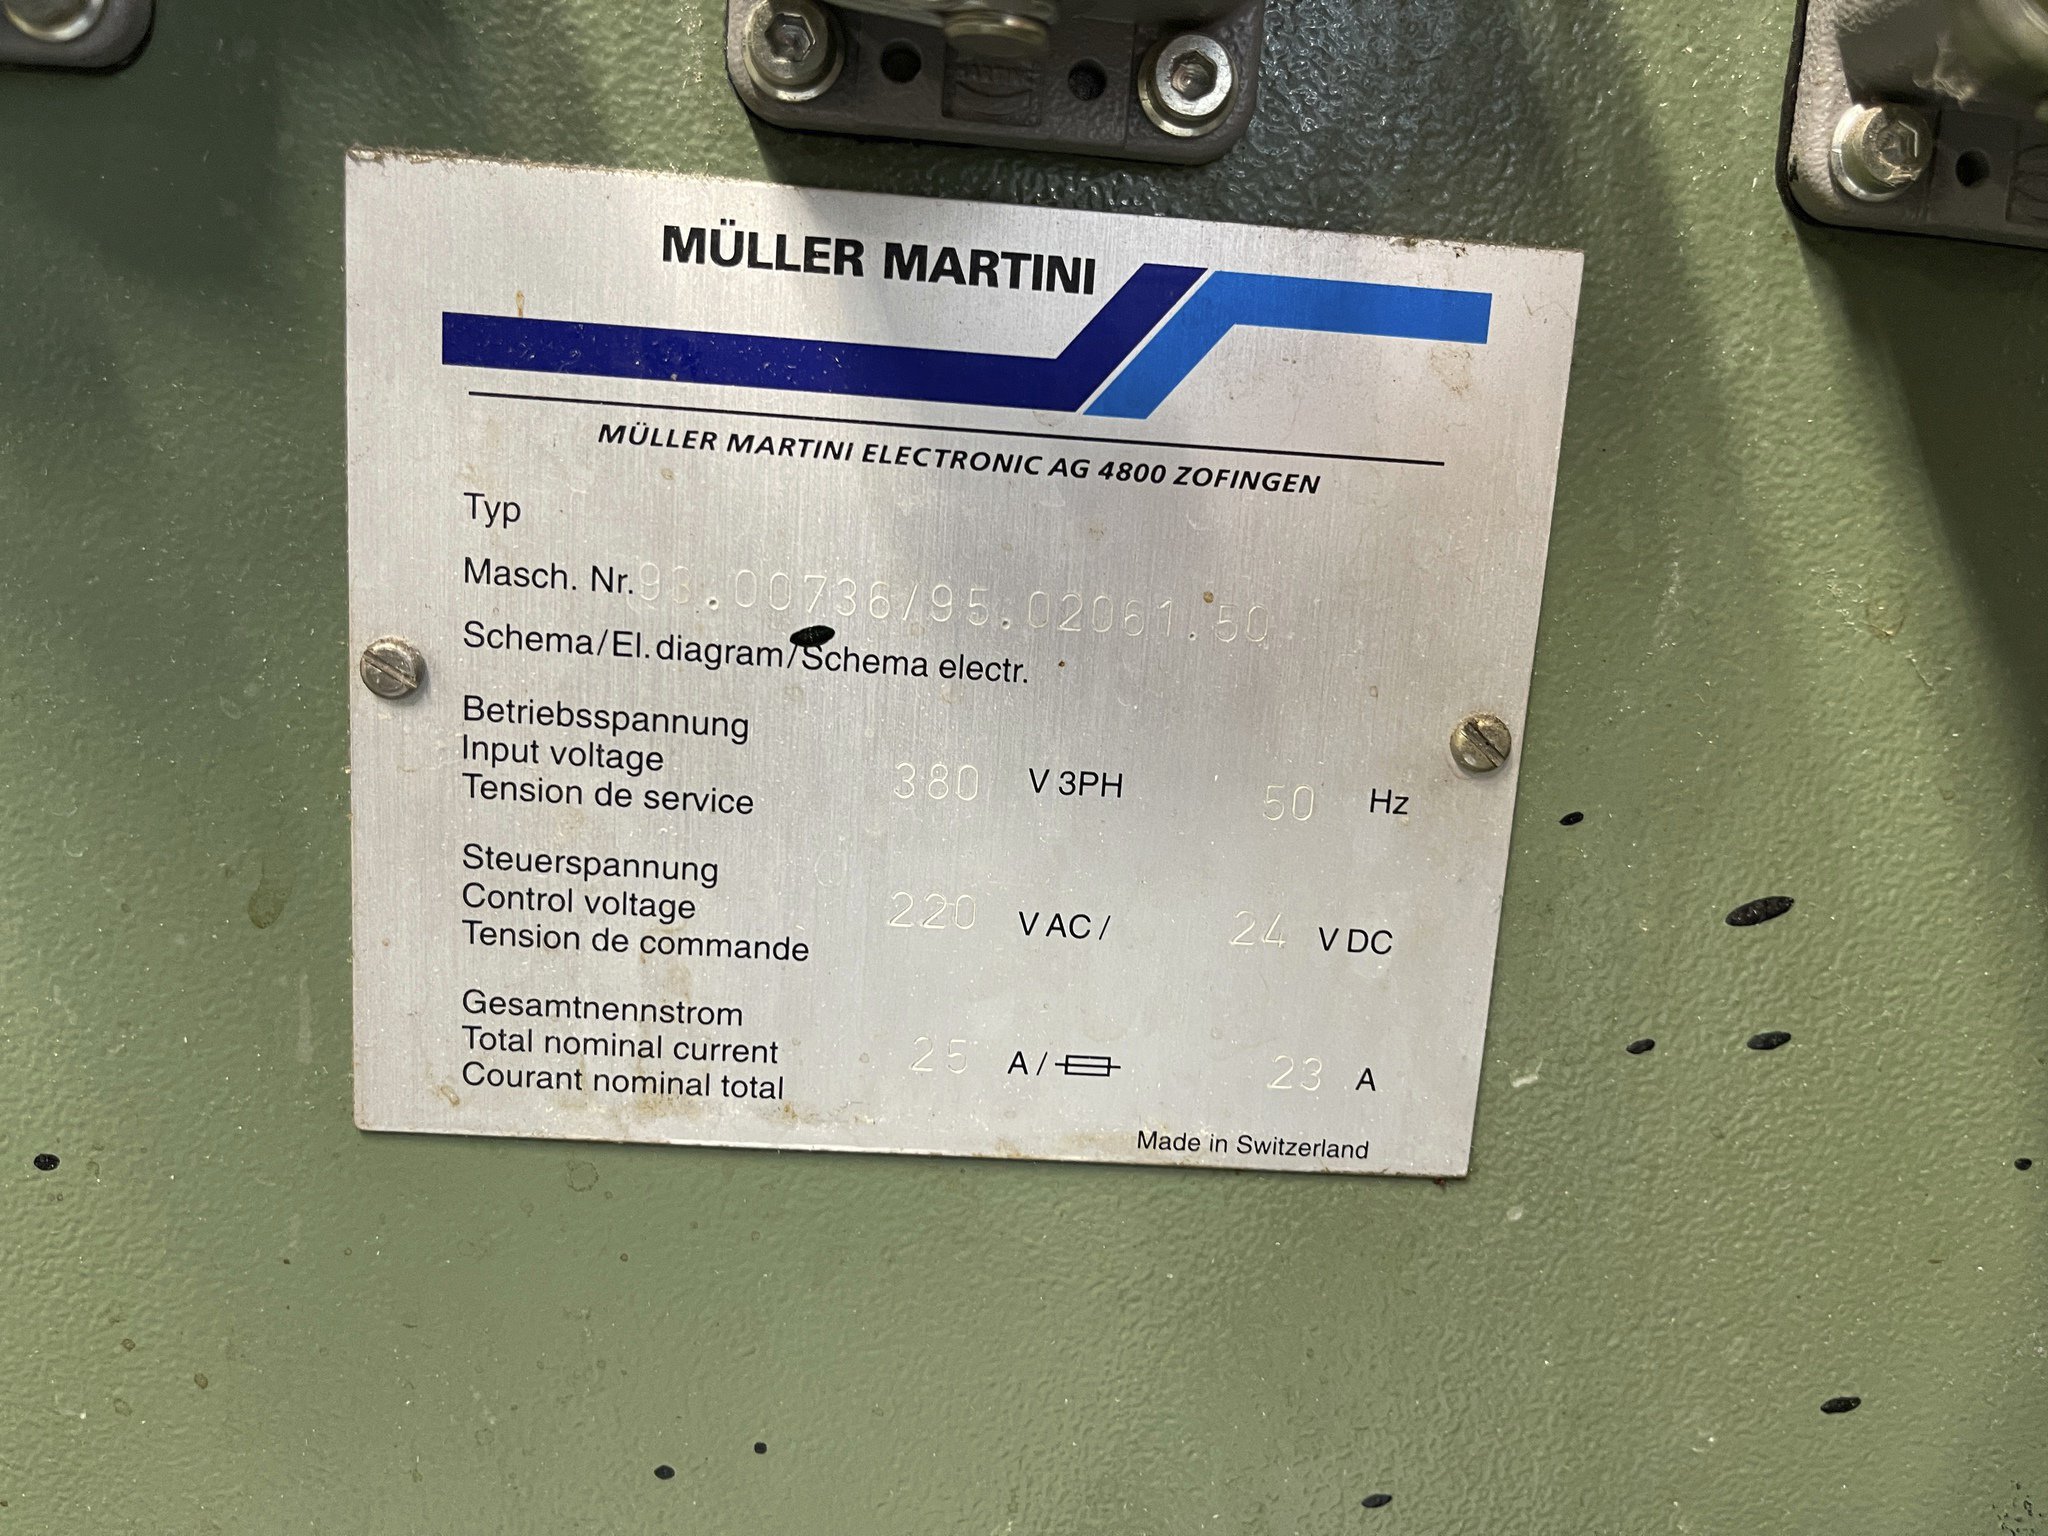 MÜLLER MARTINI
MÜLLER MARTINI ELECTRONIC AG 4800 ZOFINGEN
Typ
Masch. Nr. 93.00736/95.02061.50
Schema/El.diagram/Schema electr.
Betriebsspannung
Input voltage
Tension de service 380 V 3PH 50 Hz
Steuerspannung
Control voltage 220 V AC/ 24 V DC
Tension de commande
Gesamtnennstrom
Total nominal current 25 A/ 23 A
Courant nominal total
Made in Switzerland